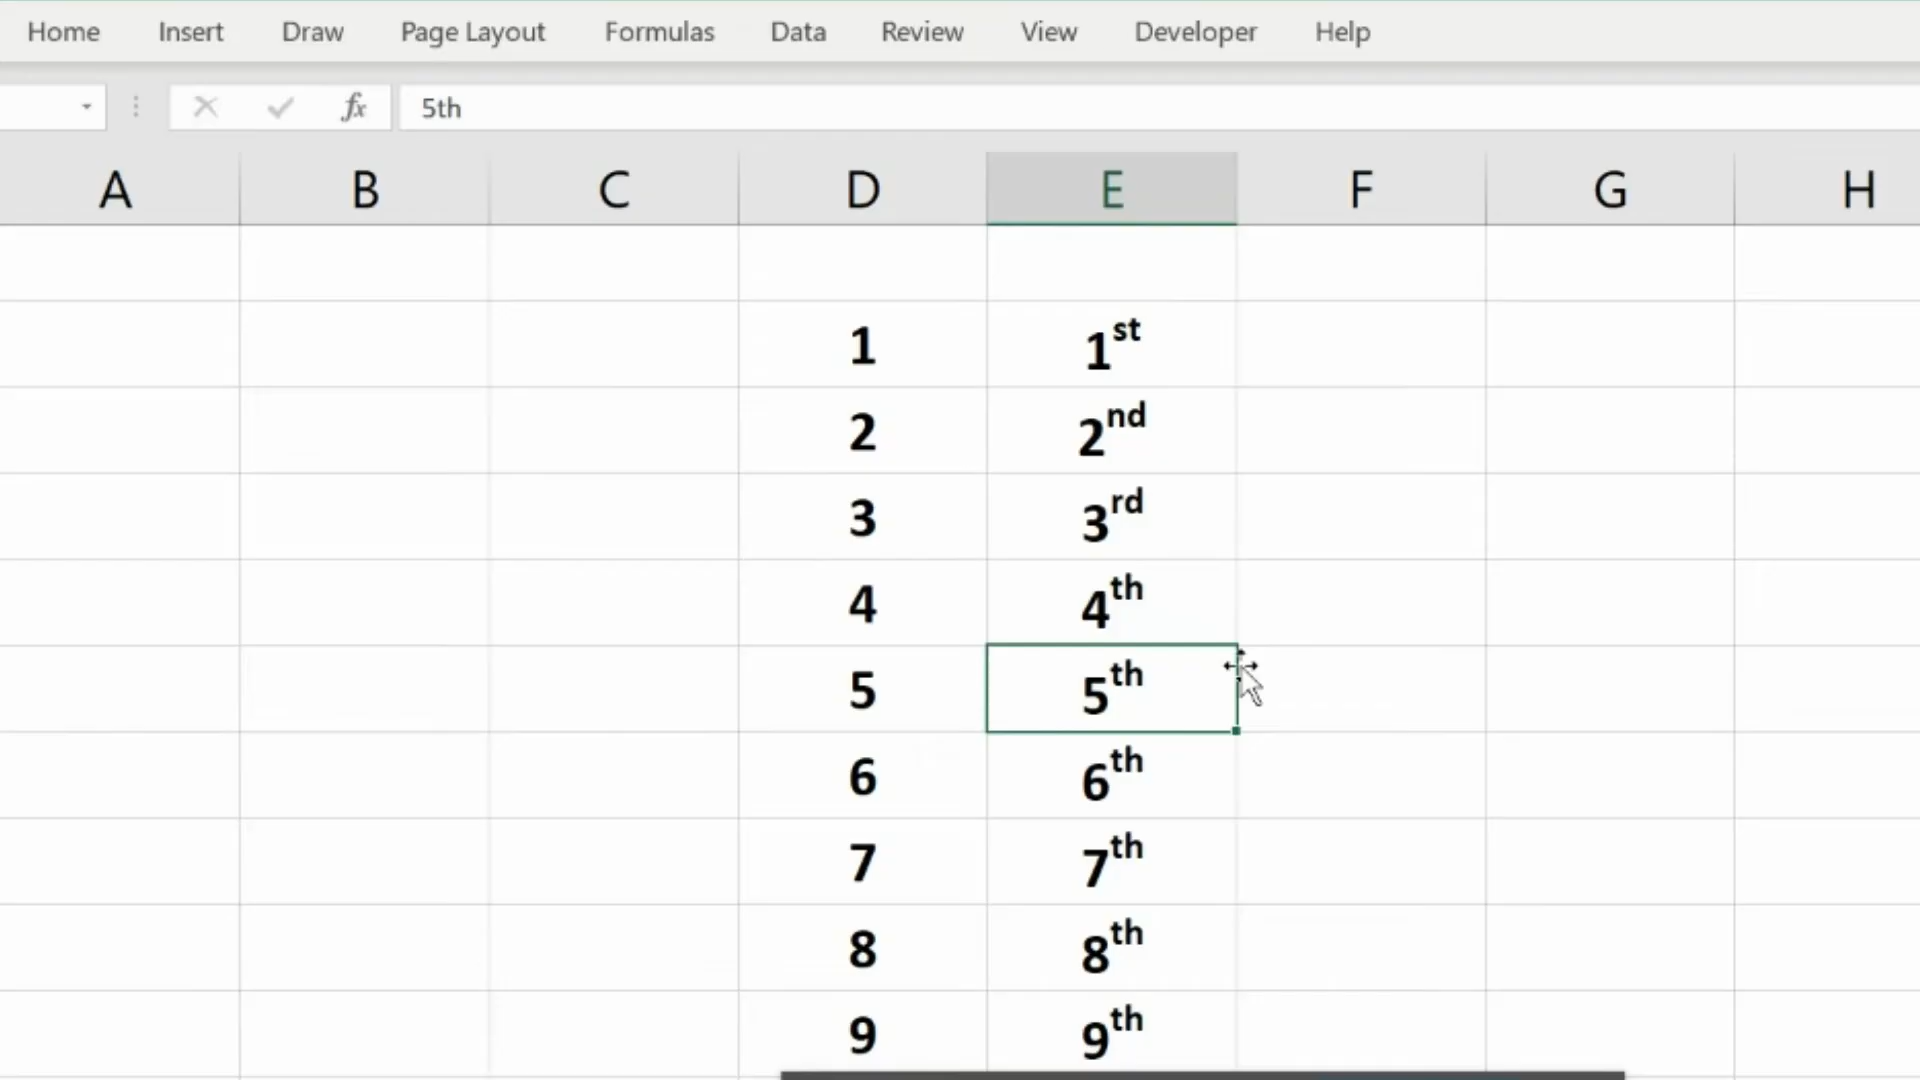 Home Insert Draw Page Layout Formulas Data Review View Developer Help
fx 5th
A B C D E F G H
1 1st
2 2nd
3 3rd
4 4th
5 5th
6 6th
7 7th
8 8th
9 9th